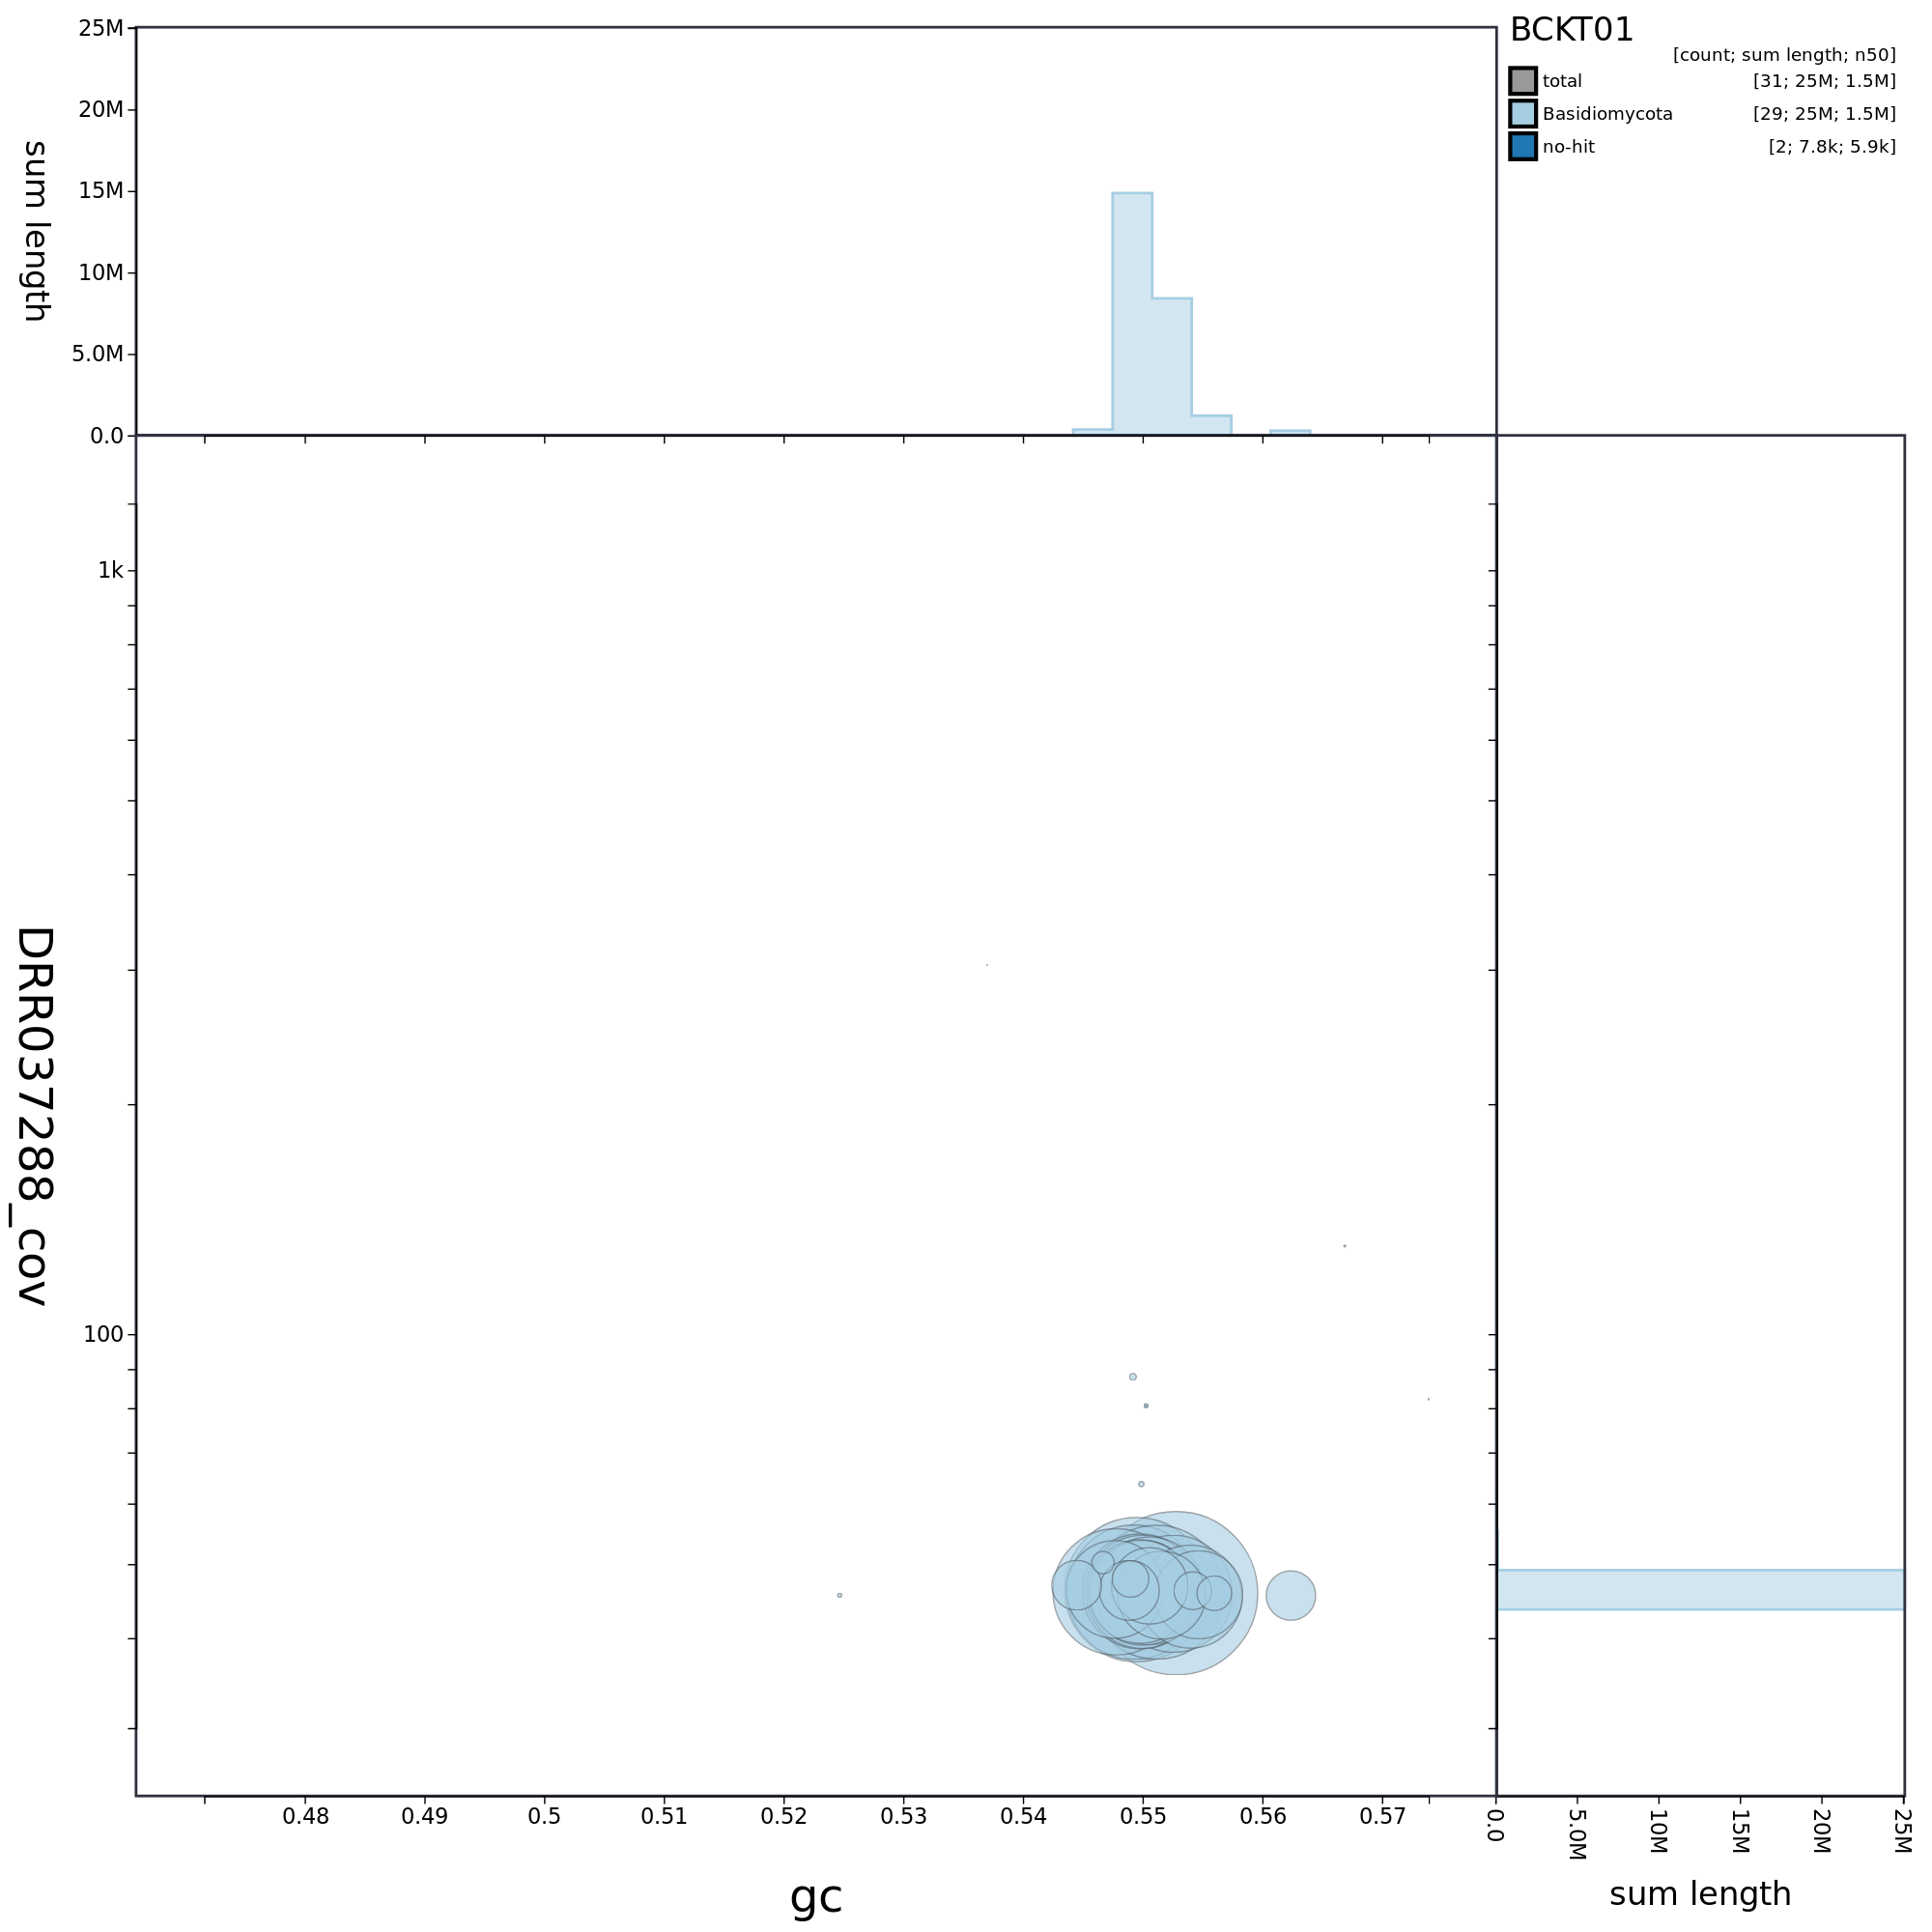 BCKT01
[count; sum length; n50]
total [31; 25M; 1.5M]
Basidiomycota [29; 25M; 1.5M]
no-hit [2; 7.8k; 5.9k]
25M
20M
15M
10M
5.0M
0.0
sum length
1k
100
DRR037288_cov
0.48 0.49 0.5 0.51 0.52 0.53 0.54 0.55 0.56 0.57
gc
0.0 5.0M 10M 15M 20M 25M
sum length